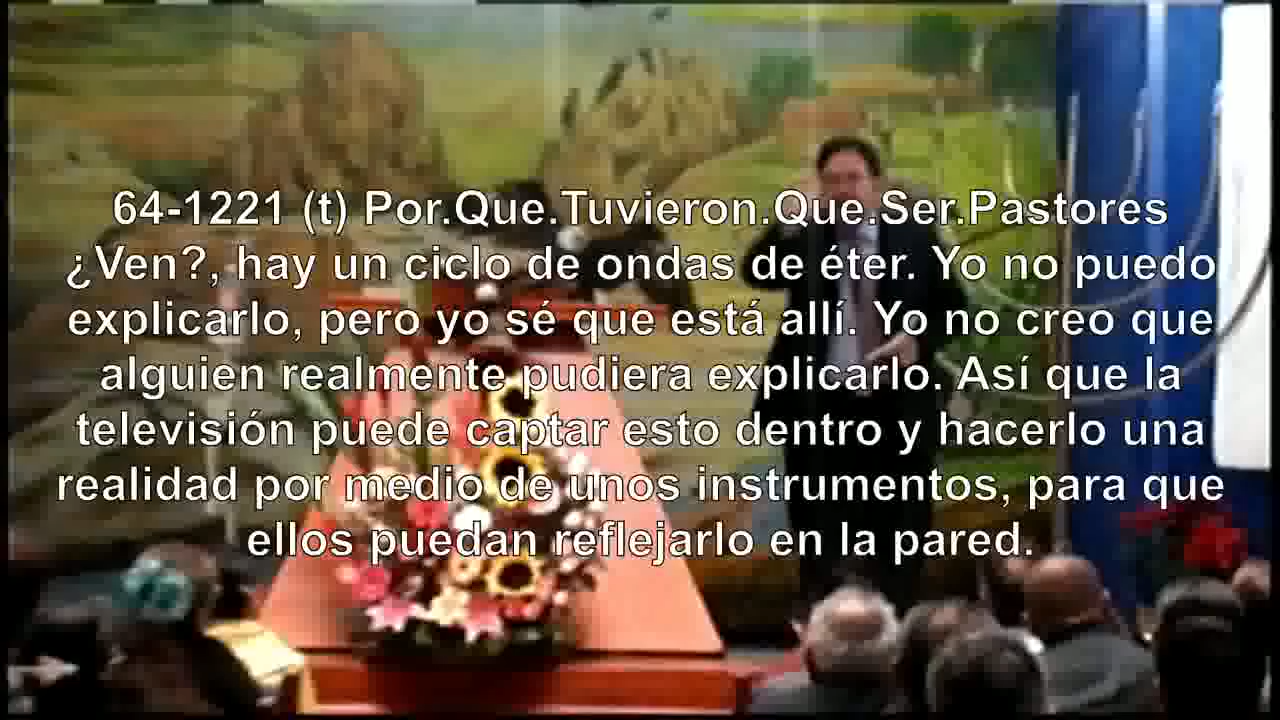 64-1221 (t) Por.Que.Tuvieron.Que.Ser.Pastores
¿Ven?, hay un ciclo de ondas de éter. Yo no puedo
explicarlo, pero yo sé que está allí. Yo no creo que
alguien realmente pudiera explicarlo. Así que la
televisión puede captar esto dentro y hacerlo una
realidad por medio de unos instrumentos, para que
ellos puedan reflejarlo en la pared.